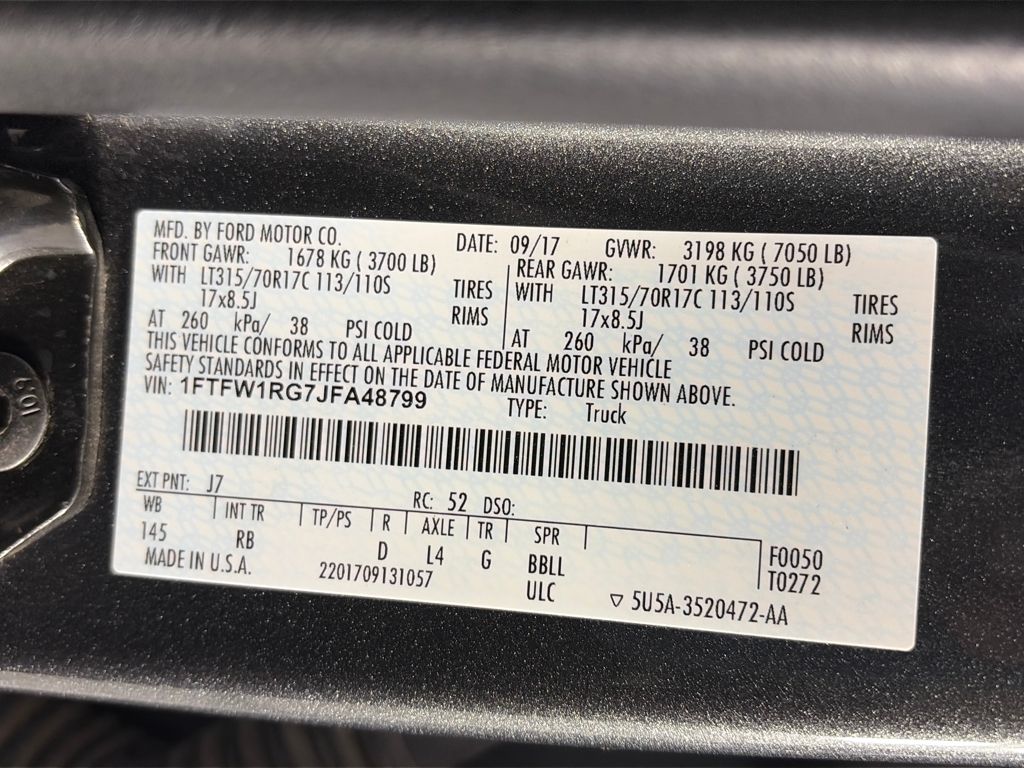 MFD. BY FORD MOTOR CO. DATE: 09/17 GVWR: 3198 KG ( 7050 LB)
FRONT GAWR: 1678 KG ( 3700 LB) REAR GAWR: 1701 KG ( 3750 LB)
WITH LT315/70R17C 113/110S TIRES WITH LT315/70R17C 113/110S TIRES
17x8.5J RIMS 17x8.5J RIMS
AT 260 kPa/ 38 PSI COLD AT 260 kPa/ 38 PSI COLD
THIS VEHICLE CONFORMS TO ALL APPLICABLE FEDERAL MOTOR VEHICLE
SAFETY STANDARDS IN EFFECT ON THE DATE OF MANUFACTURE SHOWN ABOVE.
VIN: 1FTFW1RG7JFA48799 TYPE: Truck
EXT PNT: J7 RC: 52 DSO:
WB INT TR TP/PS R AXLE TR SPR
145 RB D L4 G BBLL F0050
ULC T0272
MADE IN U.S.A. 2201709131057 ▽ 5U5A-3520472-AA
10.9